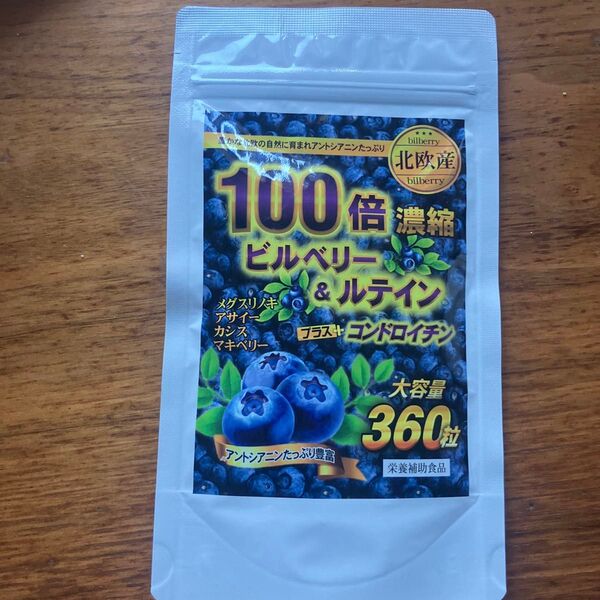 豊かな北欧の自然に育まれアントシアニンたっぷり
bilberry
北欧産
bilberry
100倍濃縮
ビルベリー
&ルテイン
メグスリノキ
アサイー
カシス
マキベリー
プラス+コンドロイチン
大容量
360粒
アントシアニンたっぷり豊富
栄養補助食品